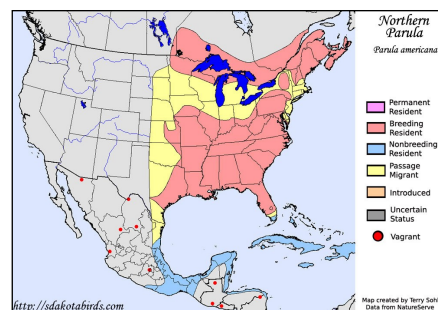 Northern
Parula
Parula americana
Permanent
Resident
Breeding
Resident
Nonbreeding
Resident
Passage
Migrant
Introduced
Uncertain
Status
Vagrant
http://sdakotabirds.com
Map created by Terry Sohl
Data from NatureServe